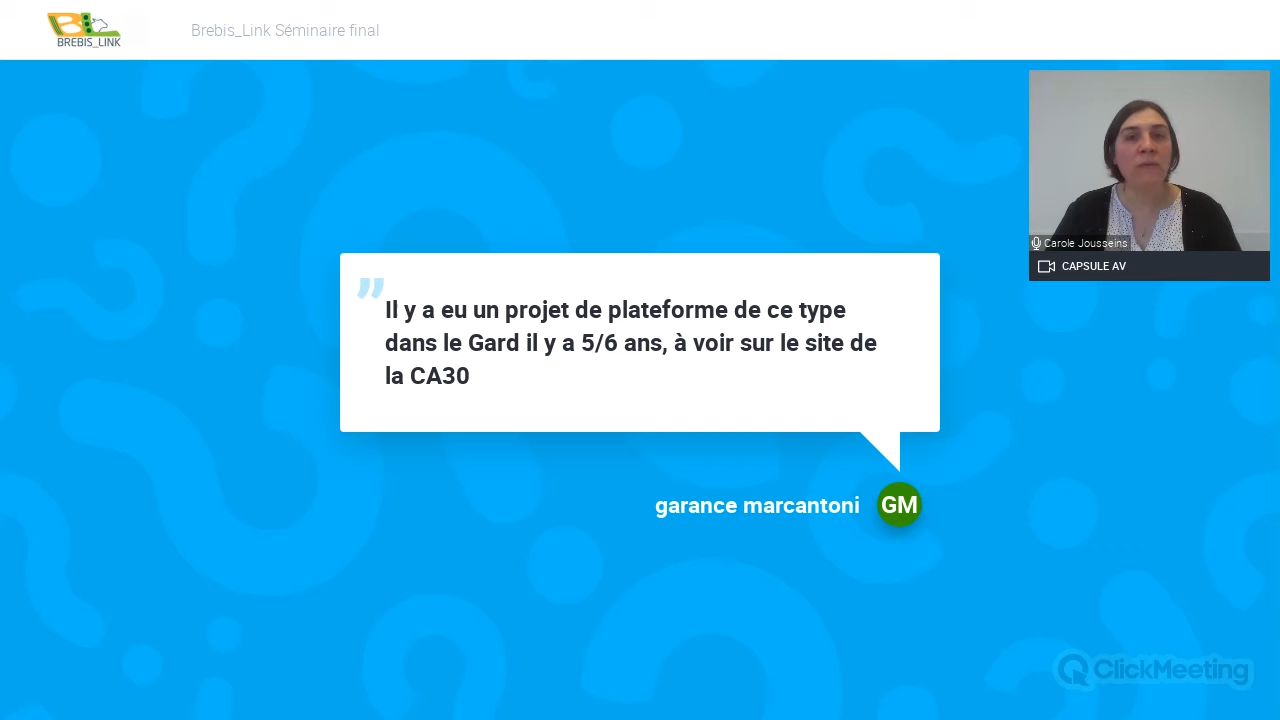 BL
BREBIS_LINK
Brebis_Link Séminaire final
Carole Jousseins
CAPSULE AV
"
Il y a eu un projet de plateforme de ce type
dans le Gard il y a 5/6 ans, à voir sur le site de
la CA30
garance marcantoni
GM
ClickMeeting